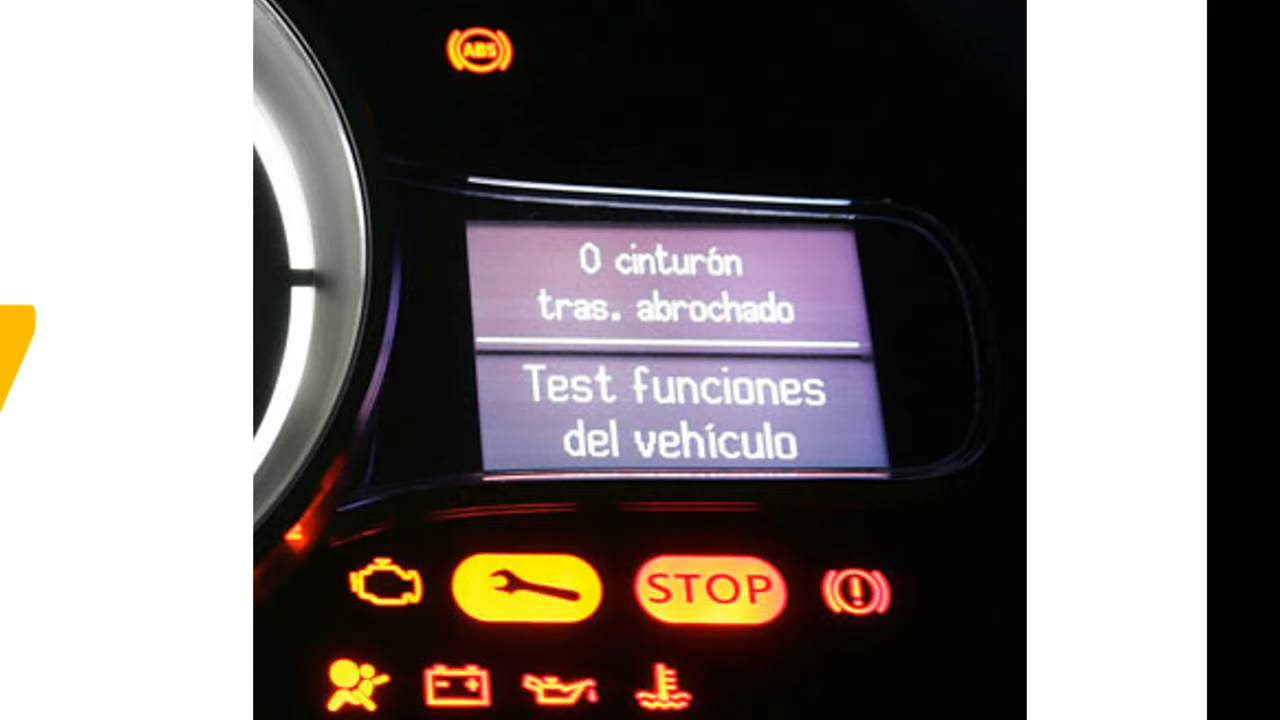 ABS
0 cinturón
tras. abrochado
Test funciones
del vehículo
STOP